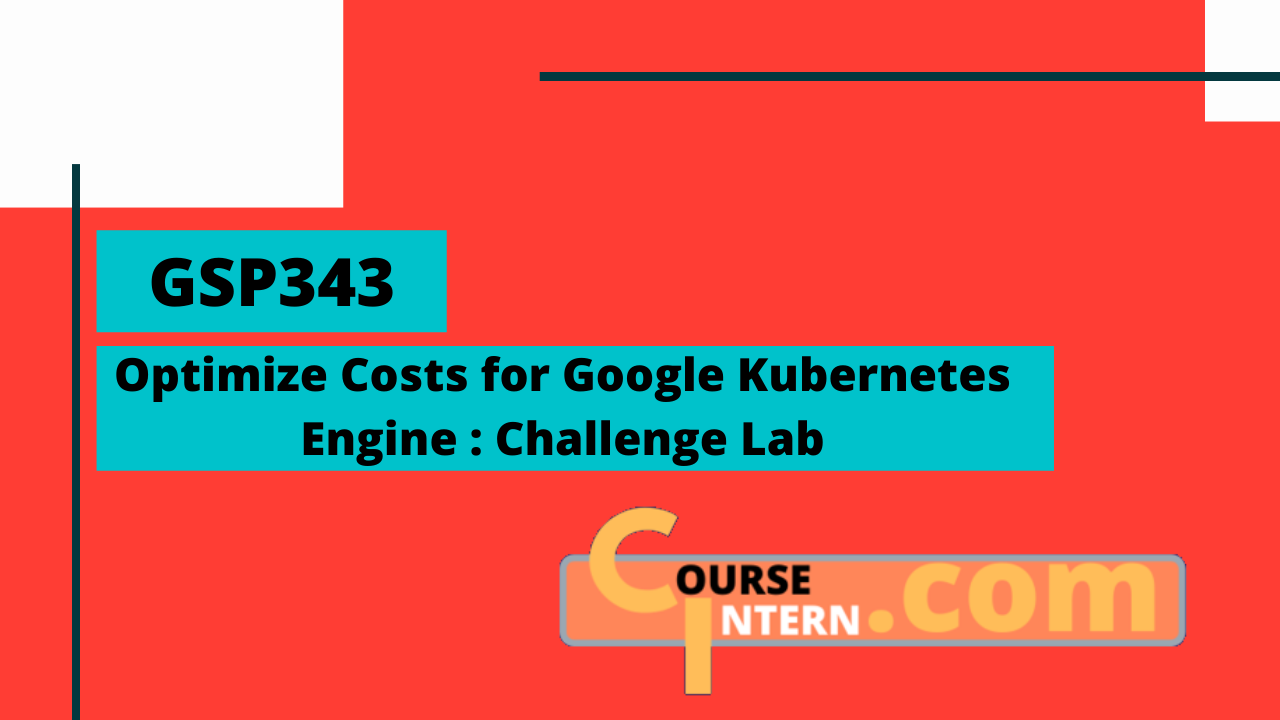 GSP343
Optimize Costs for Google Kubernetes
Engine : Challenge Lab
COURSE
INTERN.com